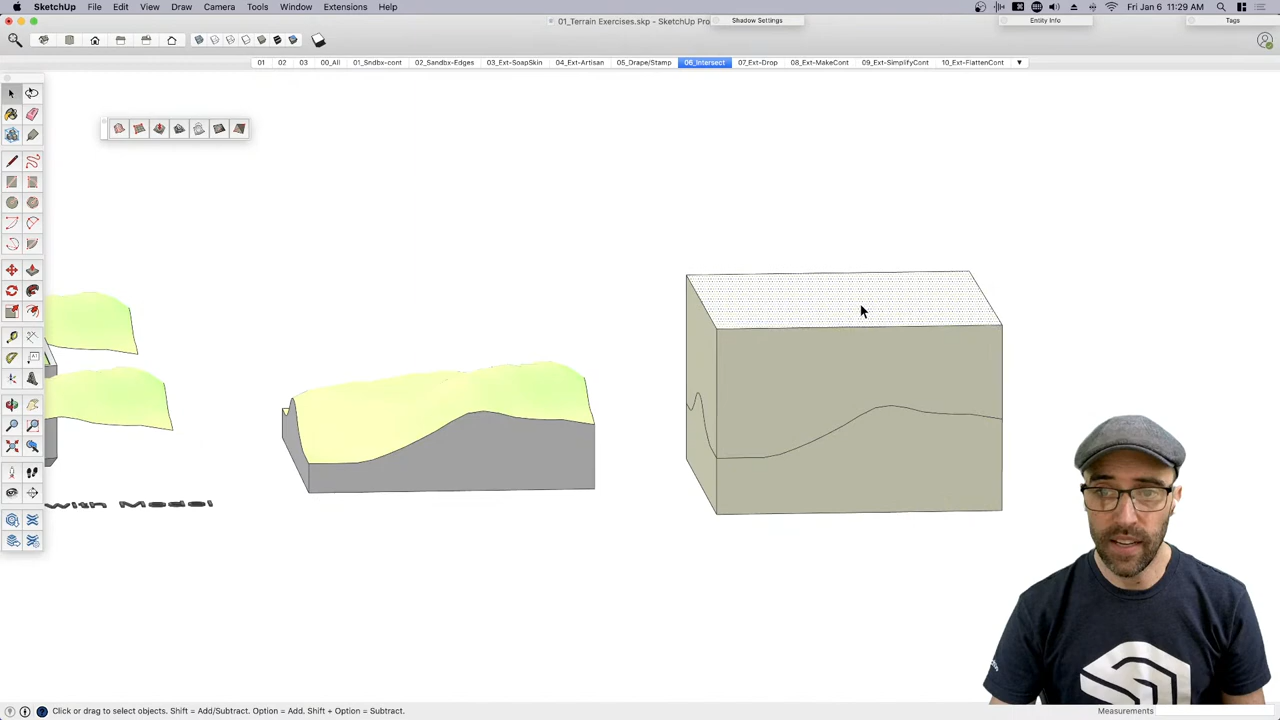 SketchUp File Edit View Draw Camera Tools Window Extensions Help Fri Jan 6 11:29 AM
01_Terrain Exercises.skp - SketchUp Pro
Shadow Settings
Entity Info
Tags
01 02 03 00_All 01_Sndbx-cont 02_Sandbx-Edges 03_Ext-SoapSkin 04_Ext-Artisan 05_Drape/Stamp 06_Intersect 07_Ext-Drop 08_Ext-MakeCont 09_Ext-SimplifyCont 10_Ext-FlattenCont
with Model
Click or drag to select objects. Shift = Add/Subtract. Option = Add. Shift + Option = Subtract.
Measurements